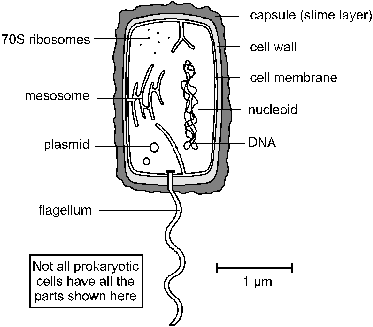 capsule (slime layer)
70S ribosomes
cell wall
cell membrane
mesosome
nucleoid
plasmid
DNA
flagellum
Not all prokaryotic
cells have all the
parts shown here
1 µm